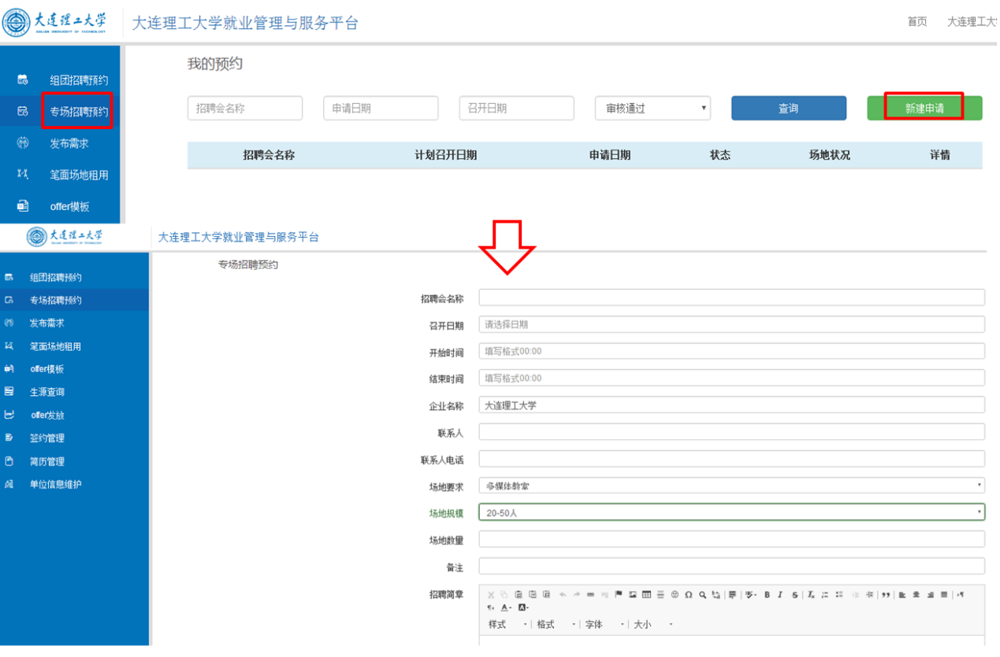 大连理工大学
DALIAN UNIVERSITY OF TECHNOLOGY
大连理工大学就业管理与服务平台
首页 大连理工大
我的预约
组团招聘预约
专场招聘预约
发布需求
笔面场地租用
offer模板
招聘会名称 申请日期 召开日期 审核通过 查询 新建申请
招聘会名称 计划召开日期 申请日期 状态 场地状况 详情
大连理工大学
DALIAN UNIVERSITY OF TECHNOLOGY
大连理工大学就业管理与服务平台
组团招聘预约
专场招聘预约
发布需求
笔面场地租用
offer模板
生源查询
offer发放
签约管理
简历管理
单位信息维护
专场招聘预约
招聘会名称
召开日期 请选择日期
开始时间 填写格式00:00
结束时间 填写格式00:00
企业名称 大连理工大学
联系人
联系人电话
场地要求 多媒体教室
场地规模 20-50人
场地数量
备注
招聘简章
样式 格式 字体 大小